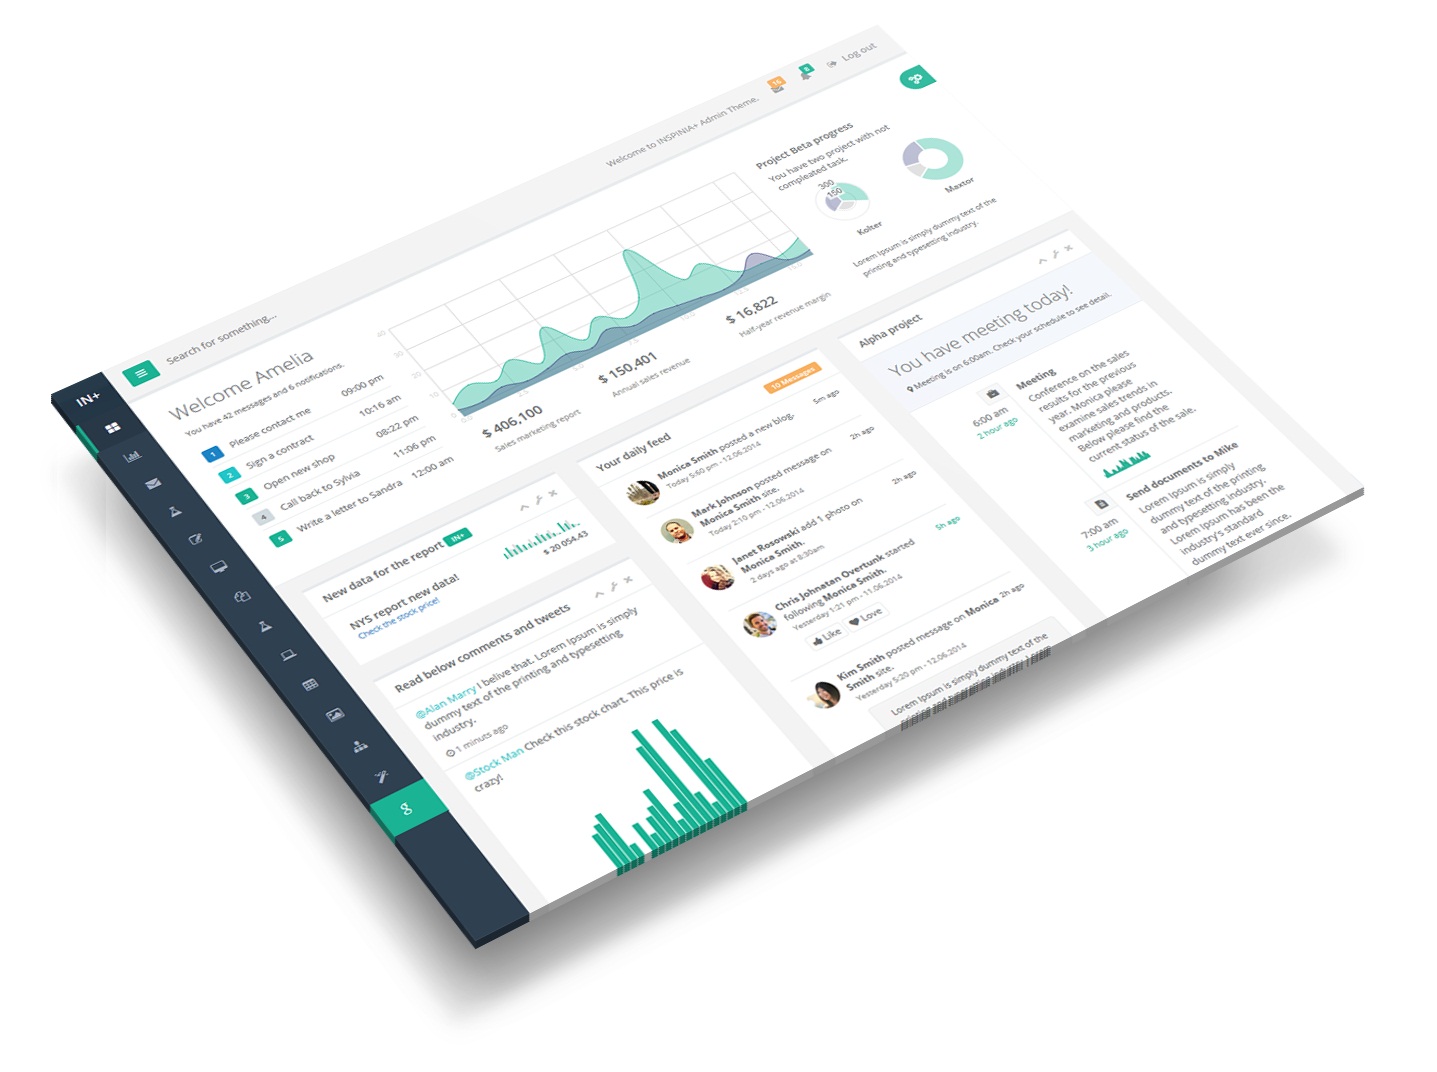 Log out
8
16
Welcome to INSPINIA+ Admin Theme.
Search for something...
IN+
Welcome Amelia
You have 42 messages and 6 notifications.
1 Please contact me 09:00 pm
2 Sign a contract 10:16 am
3 Open new shop 08:22 pm
4 Call back to Sylvia 11:06 pm
5 Write a letter to Sandra 12:00 am
40
30
20
10
0
$ 406,100
Sales marketing report
$ 150.401
Annual sales revenue
$ 16,822
Half-year revenue margin
Project Beta progress
You have two project with not
compleated task.
300
150
Kolter
Maxtor
Lorem Ipsum is simply dummy text of the
printing and typesetting industry.
New data for the report IN+
NYS report new data!
Check the stock price!
$ 20 054.43
Read below comments and tweets
@Alan Marry I belive that. Lorem Ipsum is simply
dummy text of the printing and typesetting
industry.
1 minuts ago
@Stock Man Check this stock chart. This price is
crazy!
g
Your daily feed
10 Messages
5m ago
Monica Smith posted a new blog.
Today 5:60 pm - 12.06.2014
2h ago
Mark Johnson posted message on
Monica Smith site.
Today 2:10 pm - 12.06.2014
2h ago
Janet Rosowski add 1 photo on
Monica Smith.
2 days ago at 8:30am
5h ago
Chris Johnatan Overtunk started
following Monica Smith.
Yesterday 1:21 pm - 11.06.2014
Like
Love
2h ago
Kim Smith posted message on Monica
Smith site.
Yesterday 5:20 pm - 12.06.2014
Lorem Ipsum is simply dummy text of the
Alpha project
You have meeting today!
Meeting is on 6:00am. Check your schedule to see detail.
6:00 am
2 hour ago
Meeting
Conference on the sales
results for the previous
year. Monica please
examine sales trends in
marketing and products.
Below please find the
current status of the sale.
7:00 am
3 hour ago
Send documents to Mike
Lorem Ipsum is simply
dummy text of the printing
and typesetting industry.
Lorem Ipsum has been the
industry's standard
dummy text ever since.